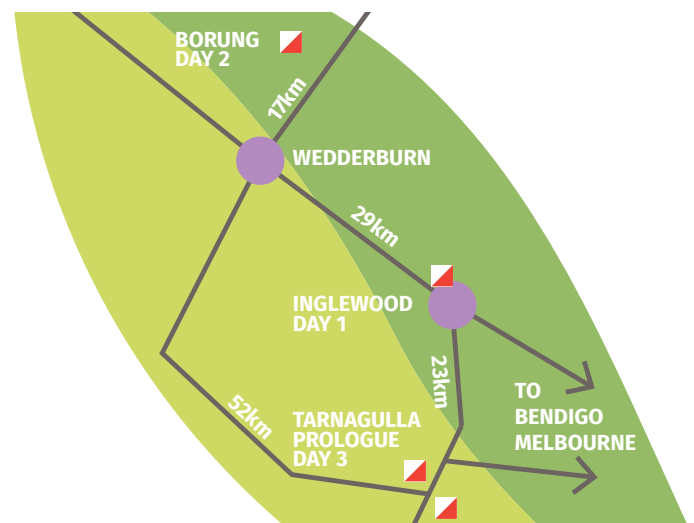 BORUNG
DAY 2
17km
WEDDERBURN
29km
INGLEWOOD
DAY 1
23km
TO
BENDIGO
MELBOURNE
52km
TARNAGULLA
PROLOGUE
DAY 3